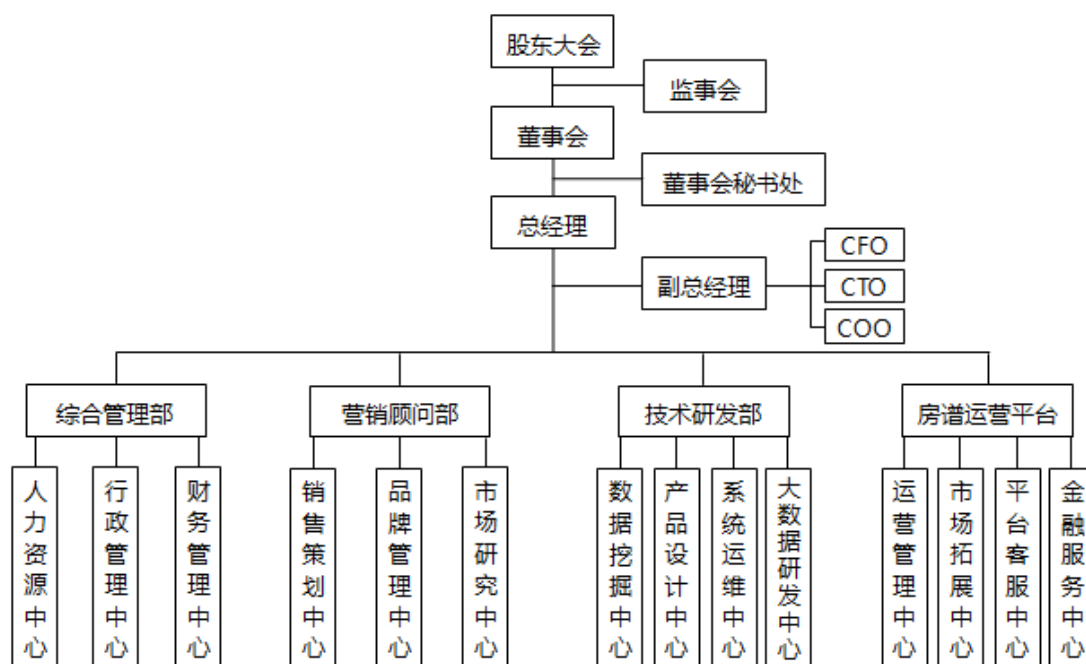 股东大会
监事会
董事会
董事会秘书处
总经理
副总经理
CFO
CTO
COO
综合管理部
营销顾问部
技术研发部
房谱运营平台
人力资源中心
行政管理中心
财务管理中心
销售策划中心
品牌管理中心
市场研究中心
数据挖掘中心
产品设计中心
系统运维中心
大数据研发中心
运营管理中心
市场拓展中心
平台客服中心
金融服务中心